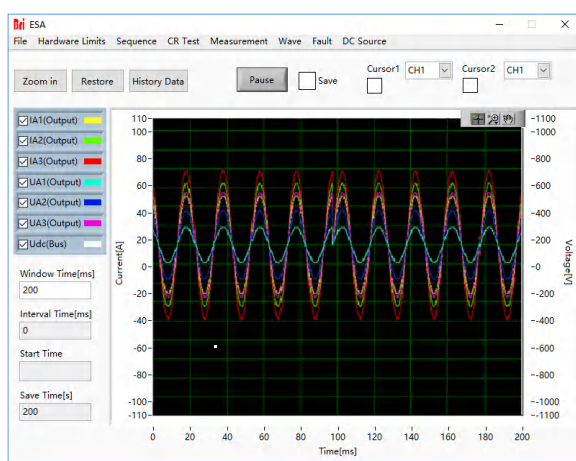 Bri ESA
File Hardware Limits Sequence CR Test Measurement Wave Fault DC Source
Zoom in Restore History Data Pause Save Cursor1 CH1 Cursor2 CH1
IA1(Output)
IA2(Output)
IA3(Output)
UA1(Output)
UA2(Output)
UA3(Output)
Udc(Bus)
Window Time[ms]
200
Interval Time[ms]
0
Start Time
Save Time[s]
200
Current[A]
110
100
80
60
40
20
0
-20
-40
-60
-80
-100
-110
1100
1000
800
600
400
200
0
-200
-400
-600
-800
-1000
-1100
Voltage[V]
0 20 40 60 80 100 120 140 160 180 200
Time[ms]